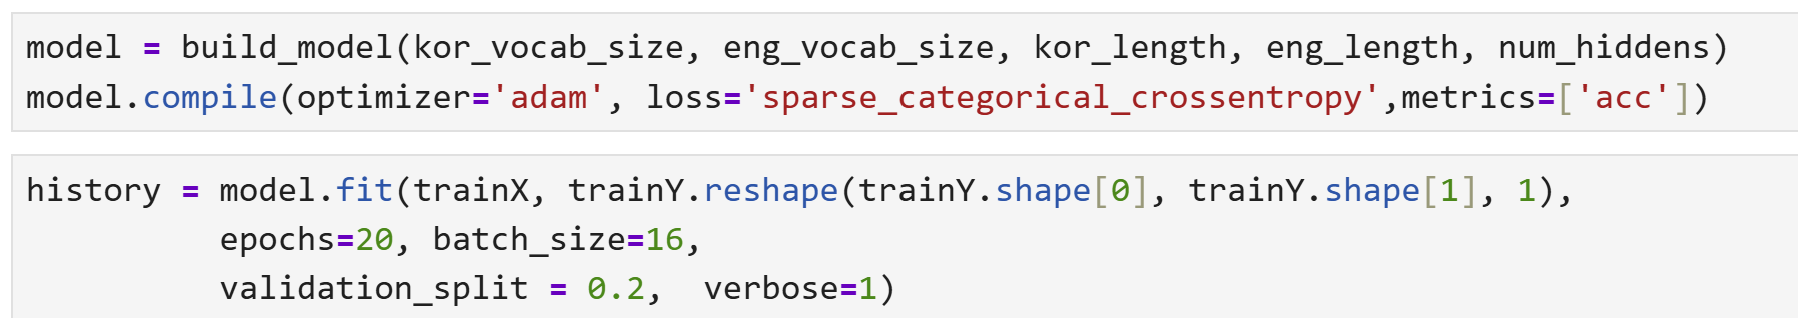 model = build_model(kor_vocab_size, eng_vocab_size, kor_length, eng_length, num_hiddens)
model.compile(optimizer='adam', loss='sparse_categorical_crossentropy',metrics=['acc'])
history = model.fit(trainX, trainY.reshape(trainY.shape[0], trainY.shape[1], 1),
          epochs=20, batch_size=16,
          validation_split = 0.2,  verbose=1)